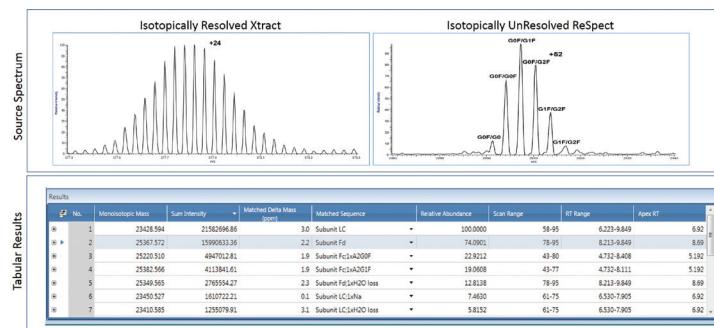 Isotopically Resolved Xtract
Isotopically UnResolved ReSpect
Source Spectrum
+24
+52
G0F/G0
G0F/G0F
G0F/G1F
G0F/G2F
G1F/G2F
G1F/G2F
Tabular Results
Results
No. Monoisotopic Mass Sum Intensity Matched Delta Mass (ppm) Matched Sequence Relative Abundance Scan Range RT Range Apex RT
1 23428.594 21582696.86 3.0 Subunit LC 100.0000 58-95 6.223-9.849 6.92
2 25367.572 15990633.36 2.2 Subunit Fd 74.0901 78-95 8.213-9.849 8.69
3 25220.510 4947012.81 1.9 Subunit Fc;1xA2G0F 22.9212 43-80 4.732-8.408 5.192
4 25382.566 4113841.61 1.9 Subunit Fc;1xA2G1F 19.0608 43-77 4.732-8.111 5.192
5 25349.565 2765554.27 2.3 Subunit Fd;1xH2O loss 12.8138 78-95 8.213-9.849 8.69
6 23450.527 1610722.21 0.1 Subunit LC;1xNa 7.4630 61-75 6.530-7.905 6.92
7 23410.585 1255079.91 3.1 Subunit LC;1xH2O loss 5.8152 61-75 6.530-7.905 6.92